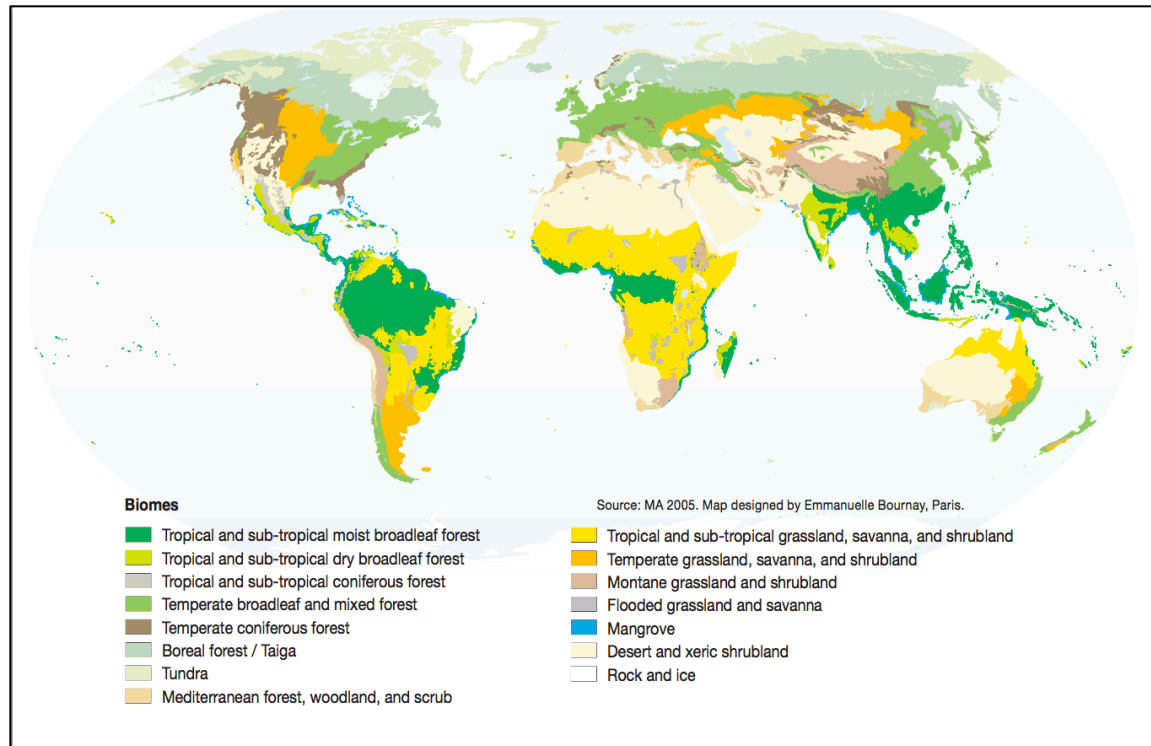 Biomes
Source: MA 2005. Map designed by Emmanuelle Bournay, Paris.
Tropical and sub-tropical moist broadleaf forest
Tropical and sub-tropical dry broadleaf forest
Tropical and sub-tropical coniferous forest
Temperate broadleaf and mixed forest
Temperate coniferous forest
Boreal forest / Taiga
Tundra
Mediterranean forest, woodland, and scrub
Tropical and sub-tropical grassland, savanna, and shrubland
Temperate grassland, savanna, and shrubland
Montane grassland and shrubland
Flooded grassland and savanna
Mangrove
Desert and xeric shrubland
Rock and ice